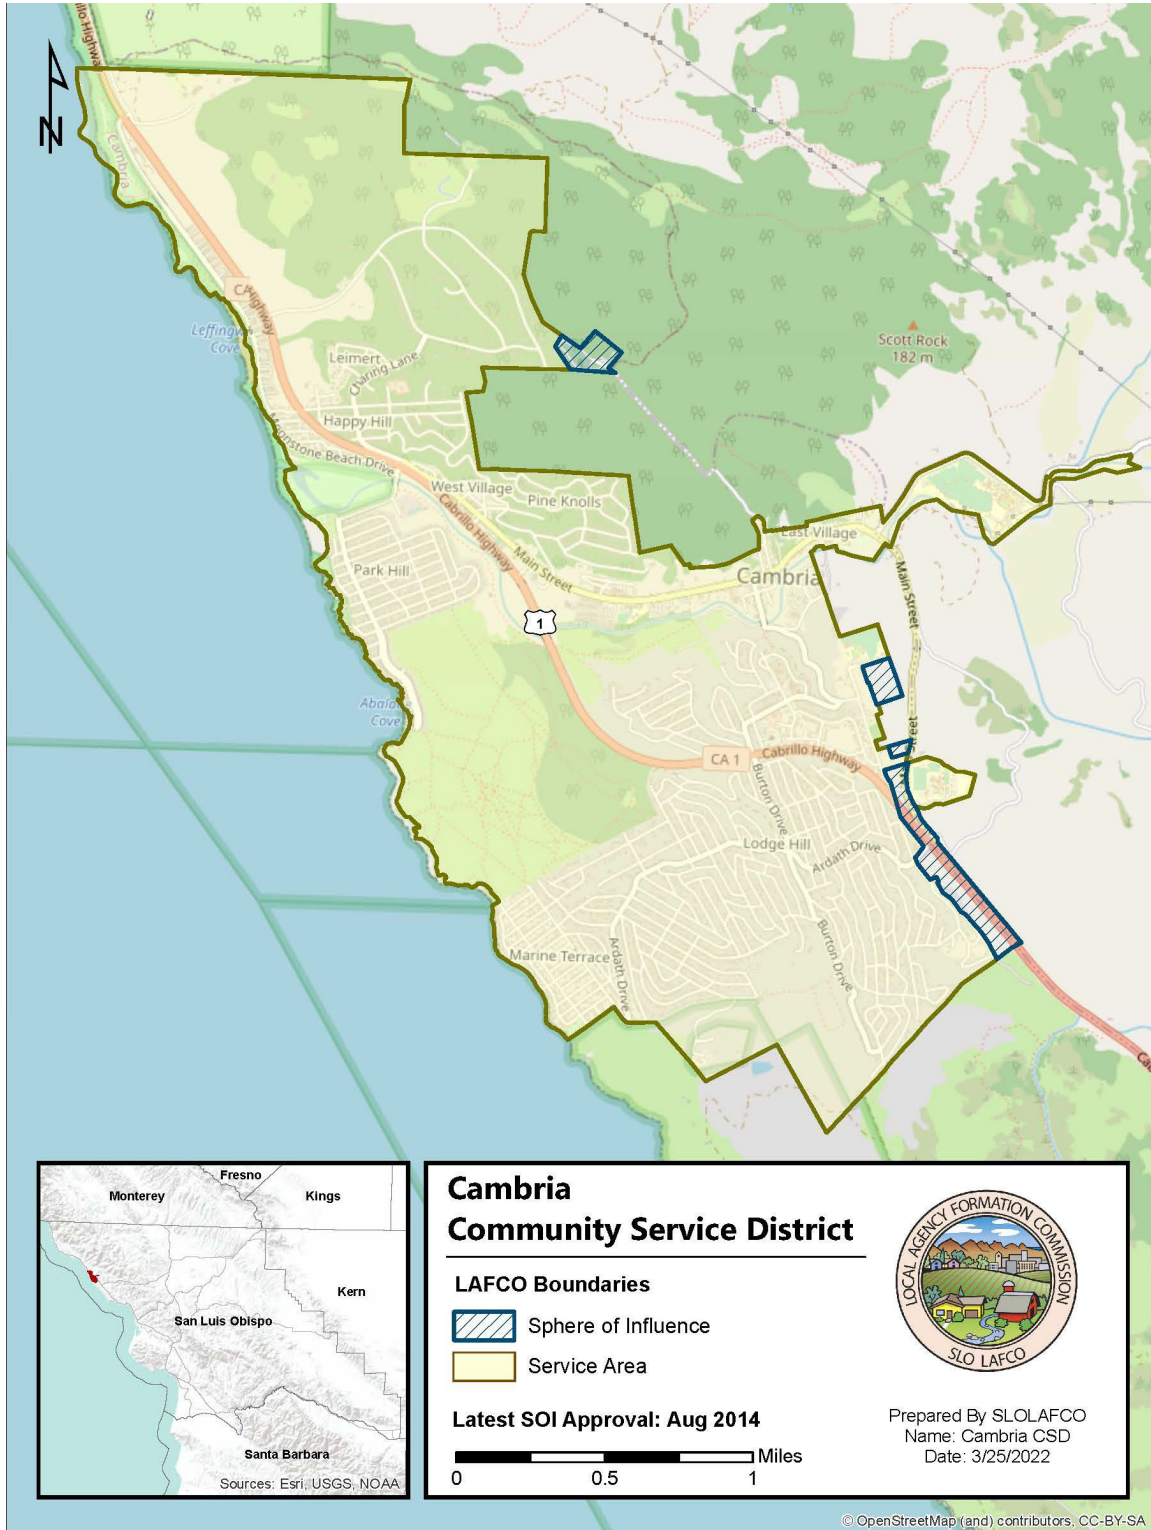 N
Cambria
CA
Highway
Leffingw
Cove
Leimert
Charing Lane
Happy Hill
Moonstone Beach Drive
Scott Rock
182 m
West Village
Pine Knolls
Cabrillo Highway
Main Street
East Village
Park Hill
Cambria
1
Main Street
Abalone
Cove
CA 1
Cabrillo Highway
Burton Drive
Lodge Hill
Ardath Drive
Marine Terrace
Ardath Drive
Burton Drive
Monterey
Fresno
Kings
Kern
San Luis Obispo
Santa Barbara
Sources: Esri, USGS, NOAA
Cambria
Community Service District
LAFCO Boundaries
Sphere of Influence
Service Area
Latest SOI Approval: Aug 2014
0 0.5 1 Miles
LOCAL AGENCY FORMATION COMMISSION
SLO LAFCO
Prepared By SLOLAFCO
Name: Cambria CSD
Date: 3/25/2022
© OpenStreetMap (and) contributors, CC-BY-SA